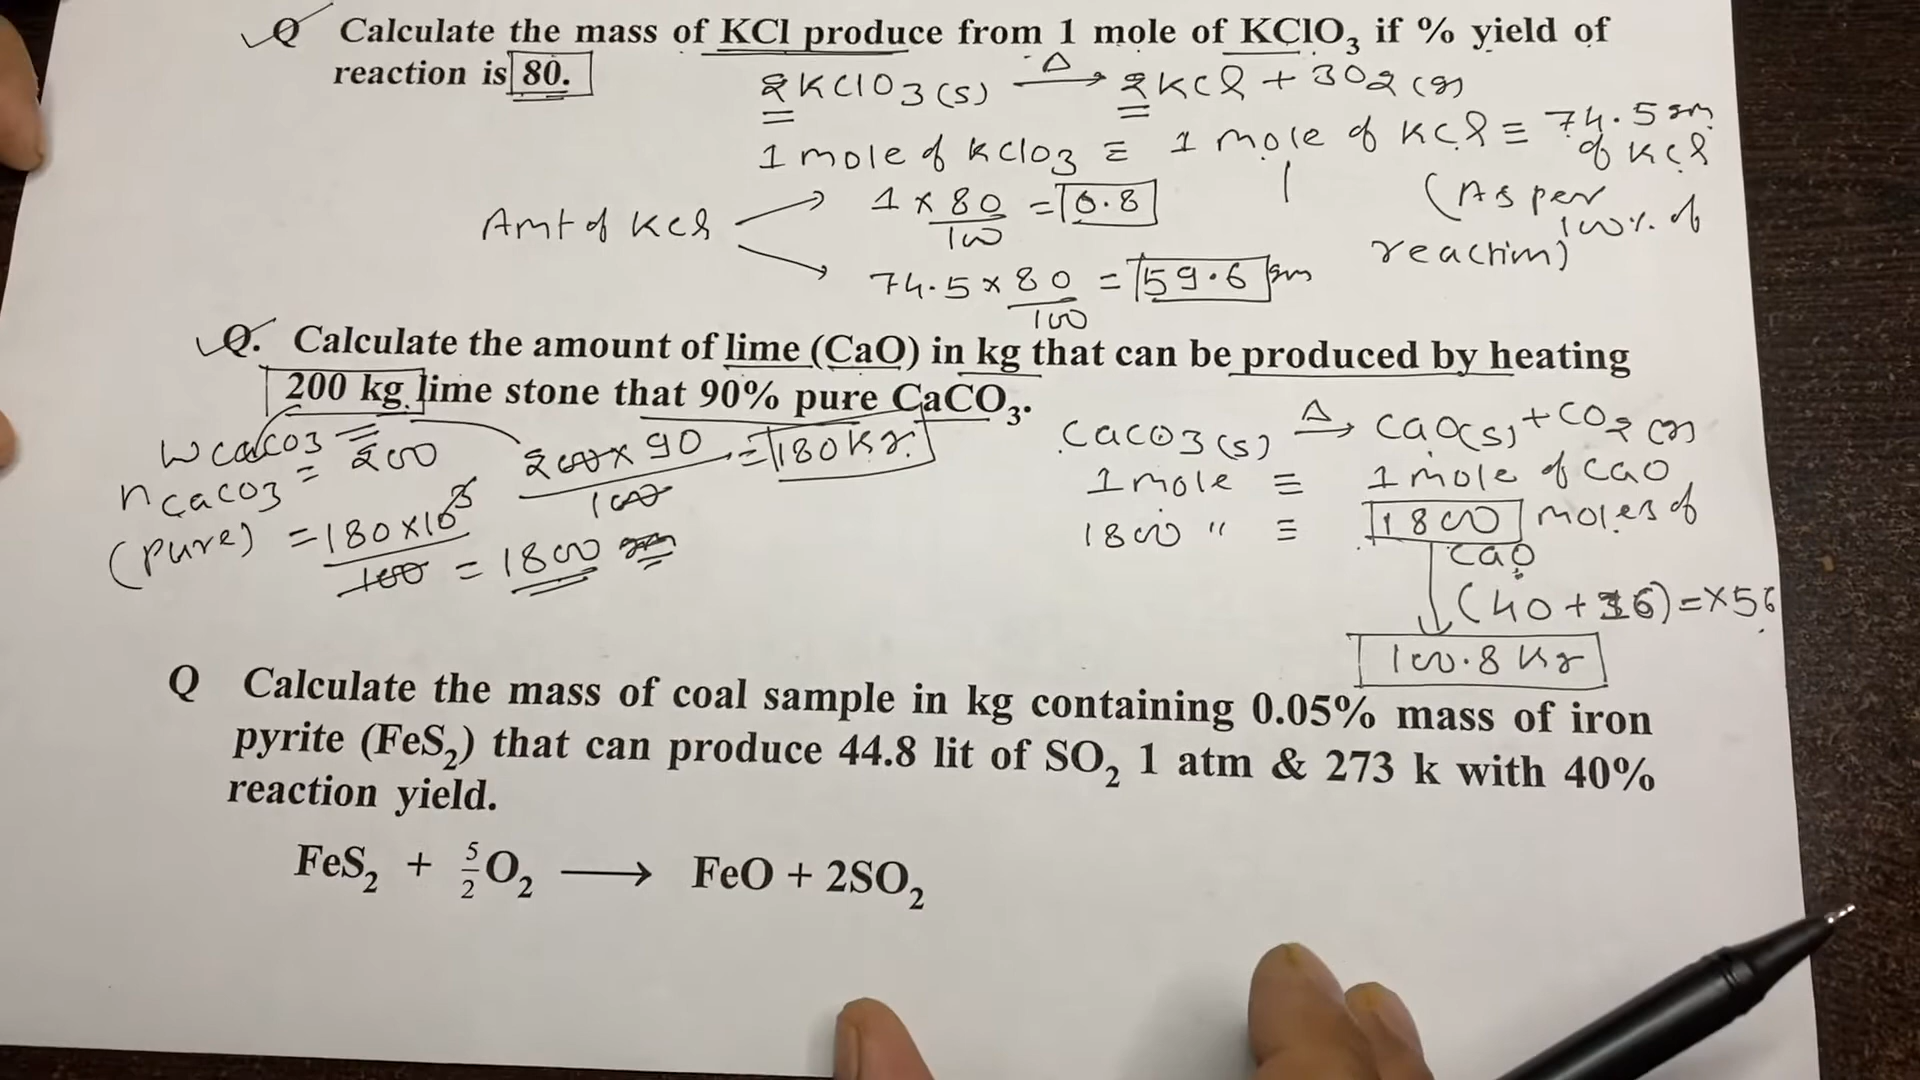 Q Calculate the mass of KCl produce from 1 mole of KClO₃ if % yield of
reaction is 80.
2KClO3(s) —Δ→ 2KCl + 3O2(g)
1 mole of KClO3 ≡ 1 mole of KCl ≡ 74.5 gm
of KCl
(As per
100% of
reaction)
Amt of KCl
1 × 80/100 = 0.8
74.5 × 80/100 = 59.6 gm
Q. Calculate the amount of lime (CaO) in kg that can be produced by heating
200 kg lime stone that 90% pure CaCO₃.
WCaCO3 = 200
200 × 90/100 = 180 Kg.
nCaCO3 =
(pure) = 180×10³/100 = 1800
CaCO3(s) —Δ→ CaO(s) + CO2(g)
1 mole ≡ 1 mole of CaO
1800 " ≡ 1800 moles of
CaO
(40+16)=×56
100.8 Kg
Q Calculate the mass of coal sample in kg containing 0.05% mass of iron
pyrite (FeS₂) that can produce 44.8 lit of SO₂ 1 atm & 273 k with 40%
reaction yield.
FeS₂ + 5/2 O₂ ⟶ FeO + 2SO₂